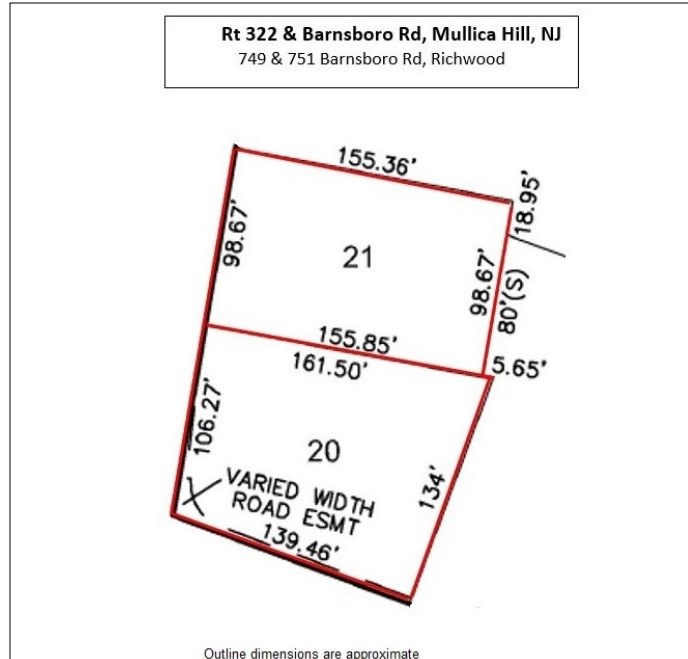 Rt 322 & Barnsboro Rd, Mullica Hill, NJ
749 & 751 Barnsboro Rd, Richwood
155.36'
18.95'
98.67'
21
98.67'
80'(S)
155.85'
5.65'
161.50'
106.27'
20
134'
VARIED WIDTH
ROAD ESMT
139.46'
Outline dimensions are approximate